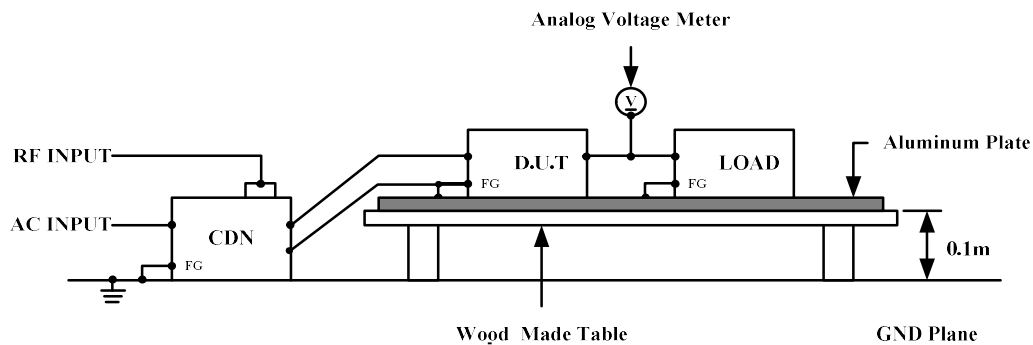 Analog Voltage Meter
V
RF INPUT
D.U.T
LOAD
Aluminum Plate
FG
FG
AC INPUT
CDN
FG
0.1m
Wood Made Table
GND Plane